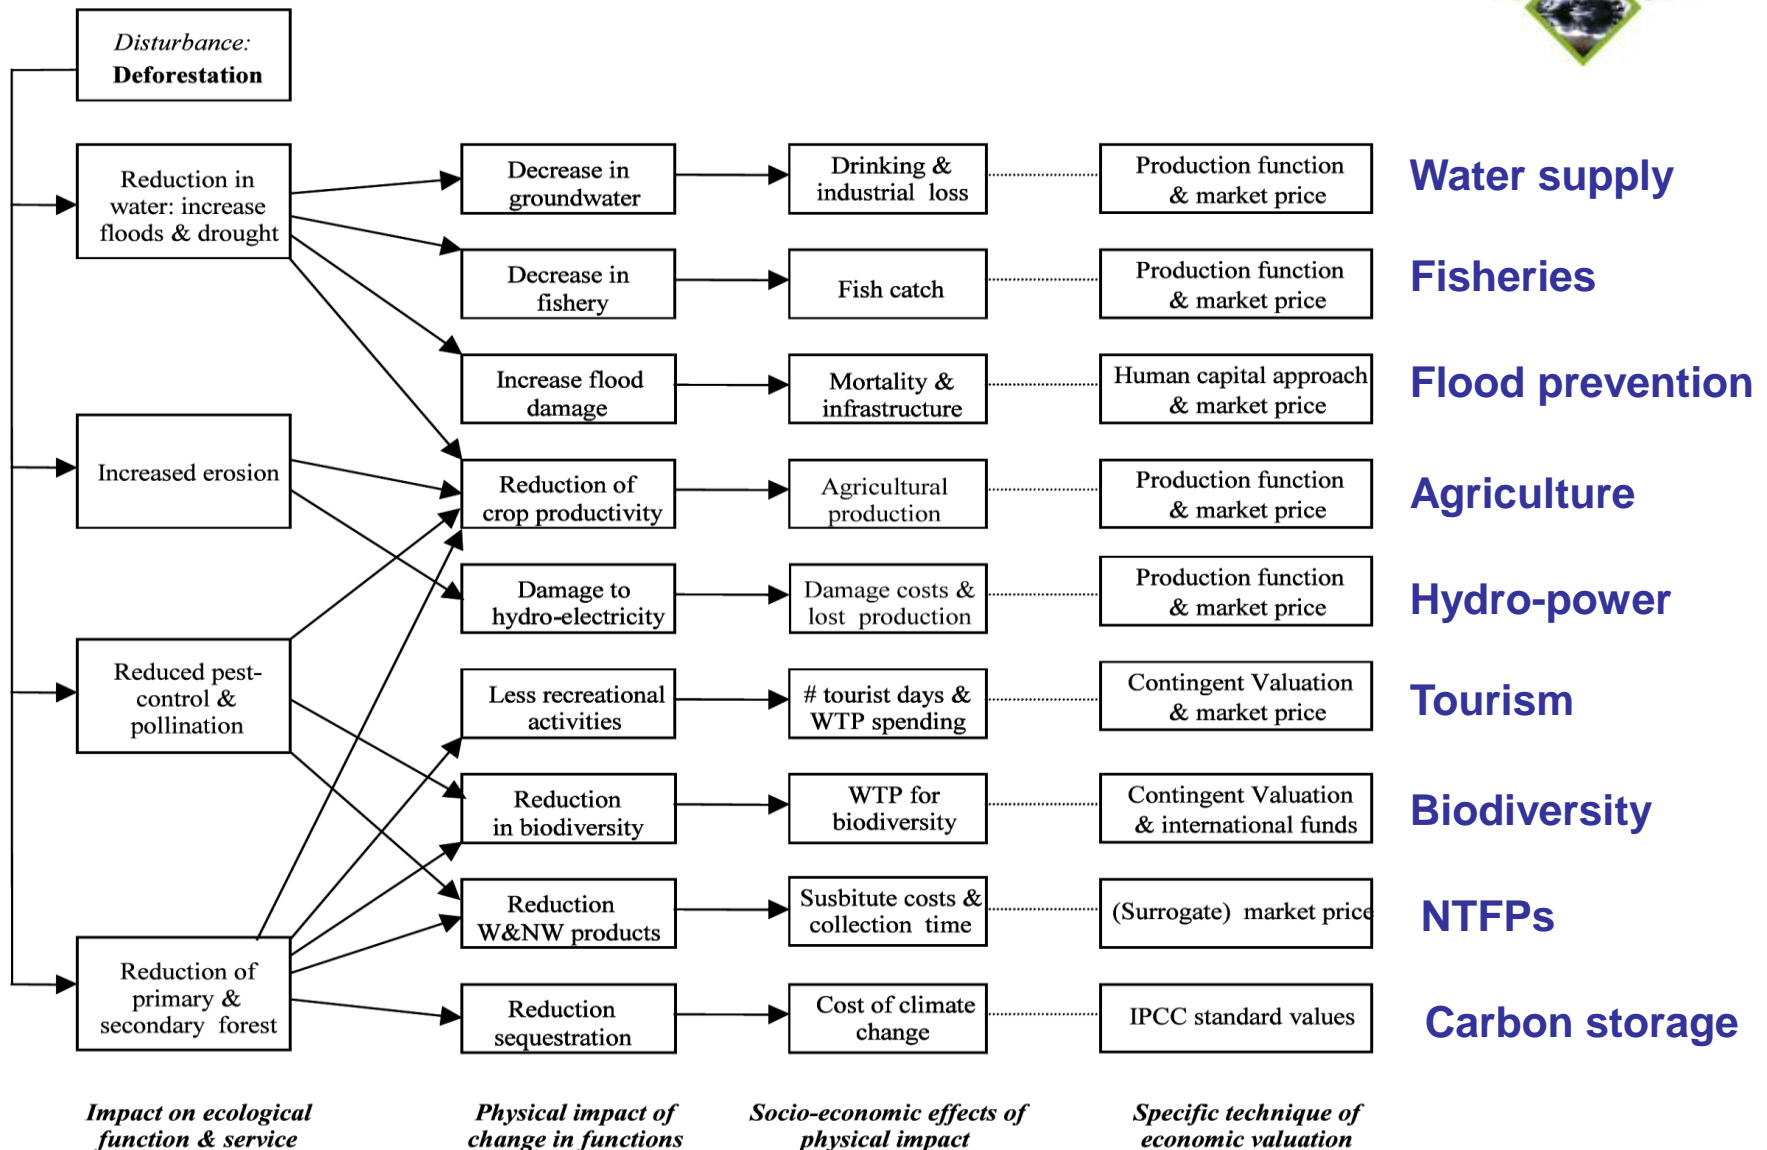 Disturbance:
Deforestation
Reduction in
water: increase
floods & drought
Increased erosion
Reduced pest-
control &
pollination
Reduction of
primary &
secondary forest
Impact on ecological
function & service
Decrease in
groundwater
Decrease in
fishery
Increase flood
damage
Reduction of
crop productivity
Damage to
hydro-electricity
Less recreational
activities
Reduction
in biodiversity
Reduction
W&NW products
Reduction
sequestration
Physical impact of
change in functions
Drinking &
industrial loss
Fish catch
Mortality &
infrastructure
Agricultural
production
Damage costs &
lost production
# tourist days &
WTP spending
WTP for
biodiversity
Susbitute costs &
collection time
Cost of climate
change
Socio-economic effects of
physical impact
Production function
& market price
Production function
& market price
Human capital approach
& market price
Production function
& market price
Production function
& market price
Contingent Valuation
& market price
Contingent Valuation
& international funds
(Surrogate) market price
IPCC standard values
Specific technique of
economic valuation
Water supply
Fisheries
Flood prevention
Agriculture
Hydro-power
Tourism
Biodiversity
NTFPs
Carbon storage